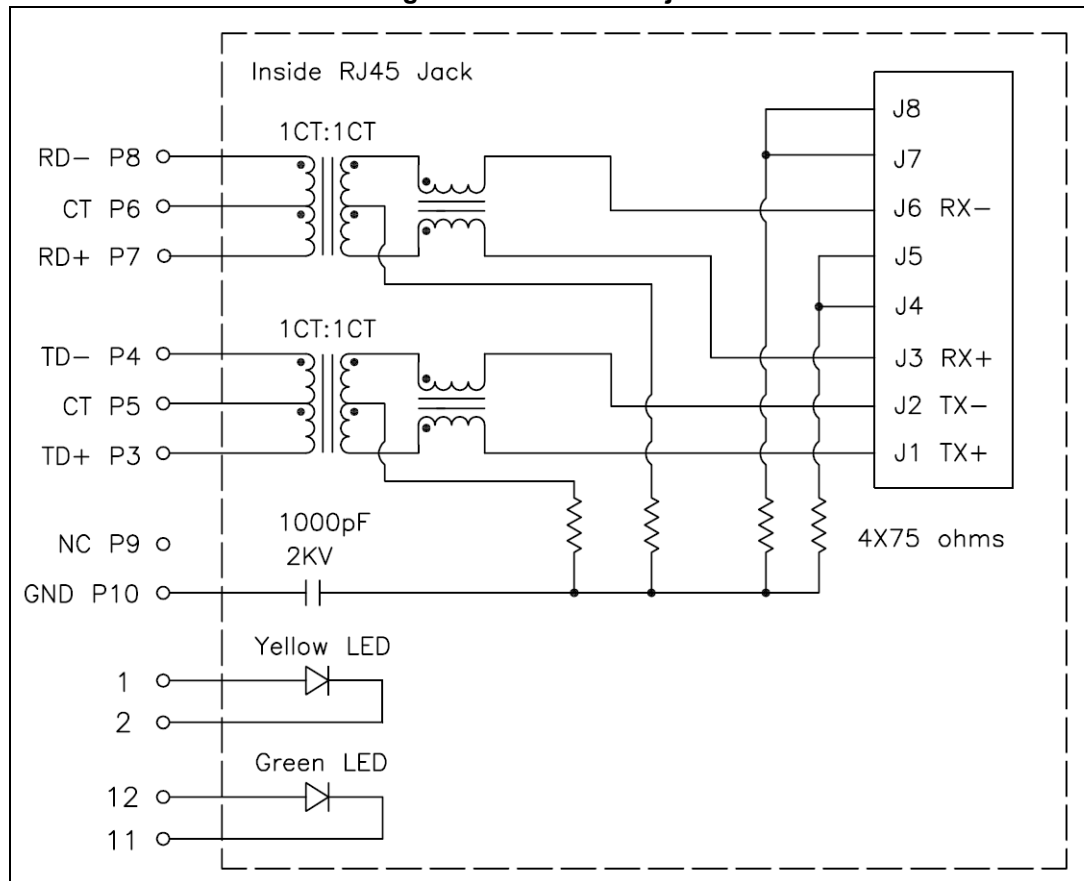 Inside RJ45 Jack
1CT:1CT
RD- P8
CT P6
RD+ P7
1CT:1CT
TD- P4
CT P5
TD+ P3
J8
J7
J6 RX-
J5
J4
J3 RX+
J2 TX-
J1 TX+
1000pF
2KV
4X75 ohms
NC P9
GND P10
Yellow LED
1
2
Green LED
12
11